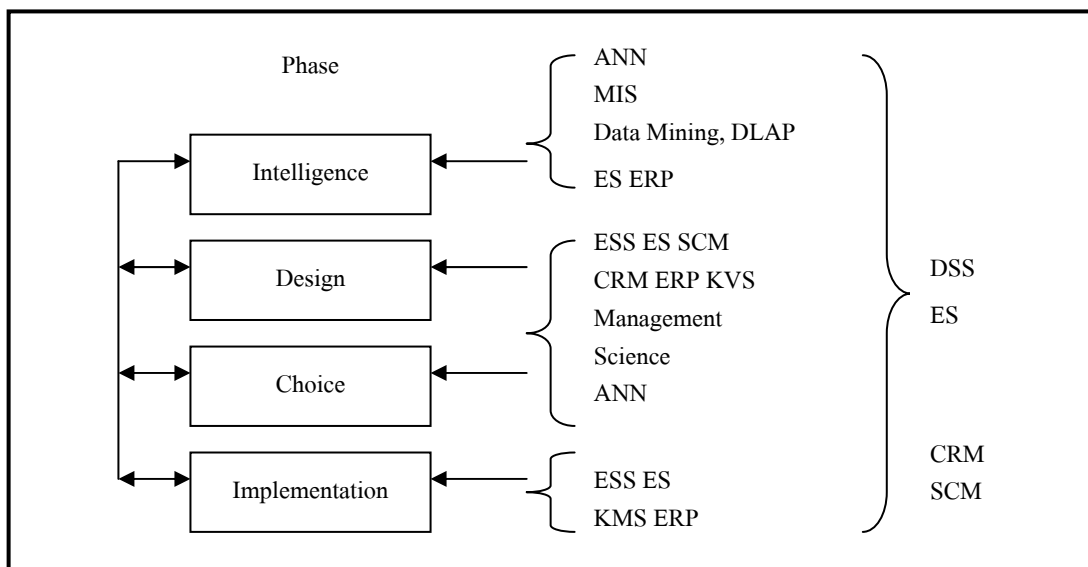 Phase
Intelligence
Design
Choice
Implementation
ANN
MIS
Data Mining, DLAP
ES ERP
ESS ES SCM
CRM ERP KVS
Management
Science
ANN
ESS ES
KMS ERP
DSS
ES
CRM
SCM